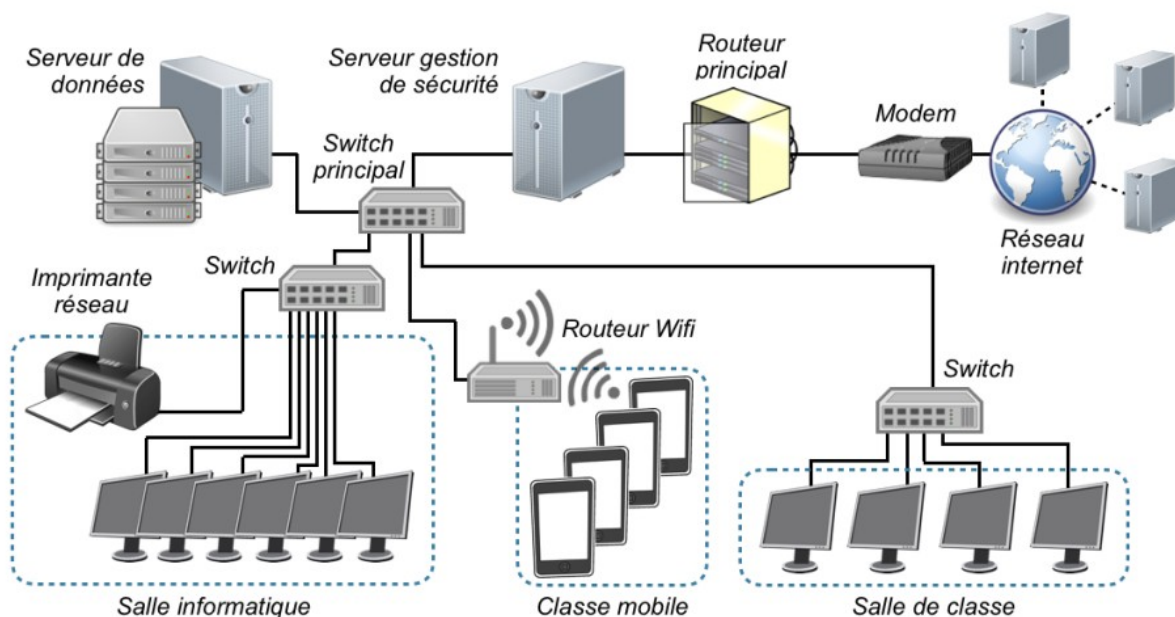 Serveur de
données
Serveur gestion
de sécurité
Routeur
principal
Modem
Switch
principal
Réseau
internet
Imprimante
réseau
Switch
Routeur Wifi
Switch
Salle informatique
Classe mobile
Salle de classe